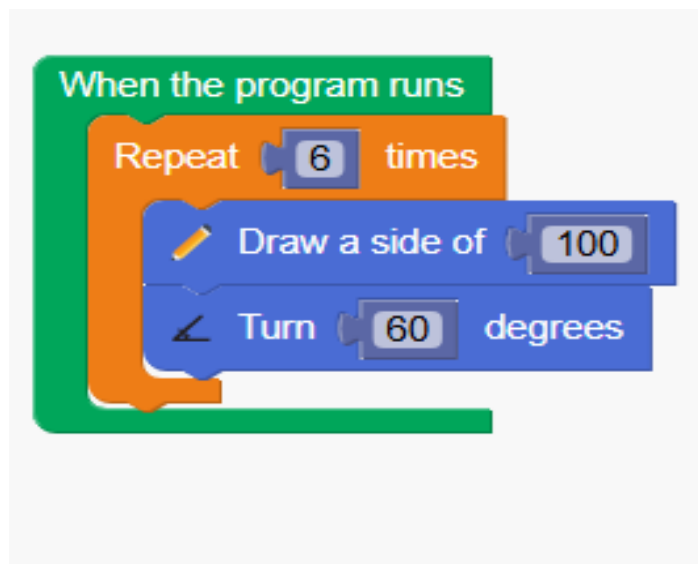 When the program runs
Repeat 6 times
Draw a side of 100
Turn 60 degrees